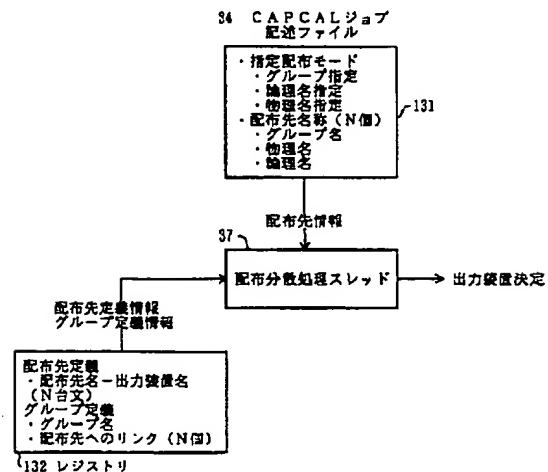 34 CAPCALジョブ
記述ファイル
・指定配布モード
・グループ指定
・論理名指定
・物理名指定
・配布先名称（N個）
・グループ名
・物理名
・論理名
131
配布先情報
37
配布分散処理スレッド
出力装置決定
配布先定義情報
グループ定義情報
配布先定義
・配布先名－出力装置名
（N台文）
グループ定義
・グループ名
・配布先へのリンク（N個）
132 レジストリ